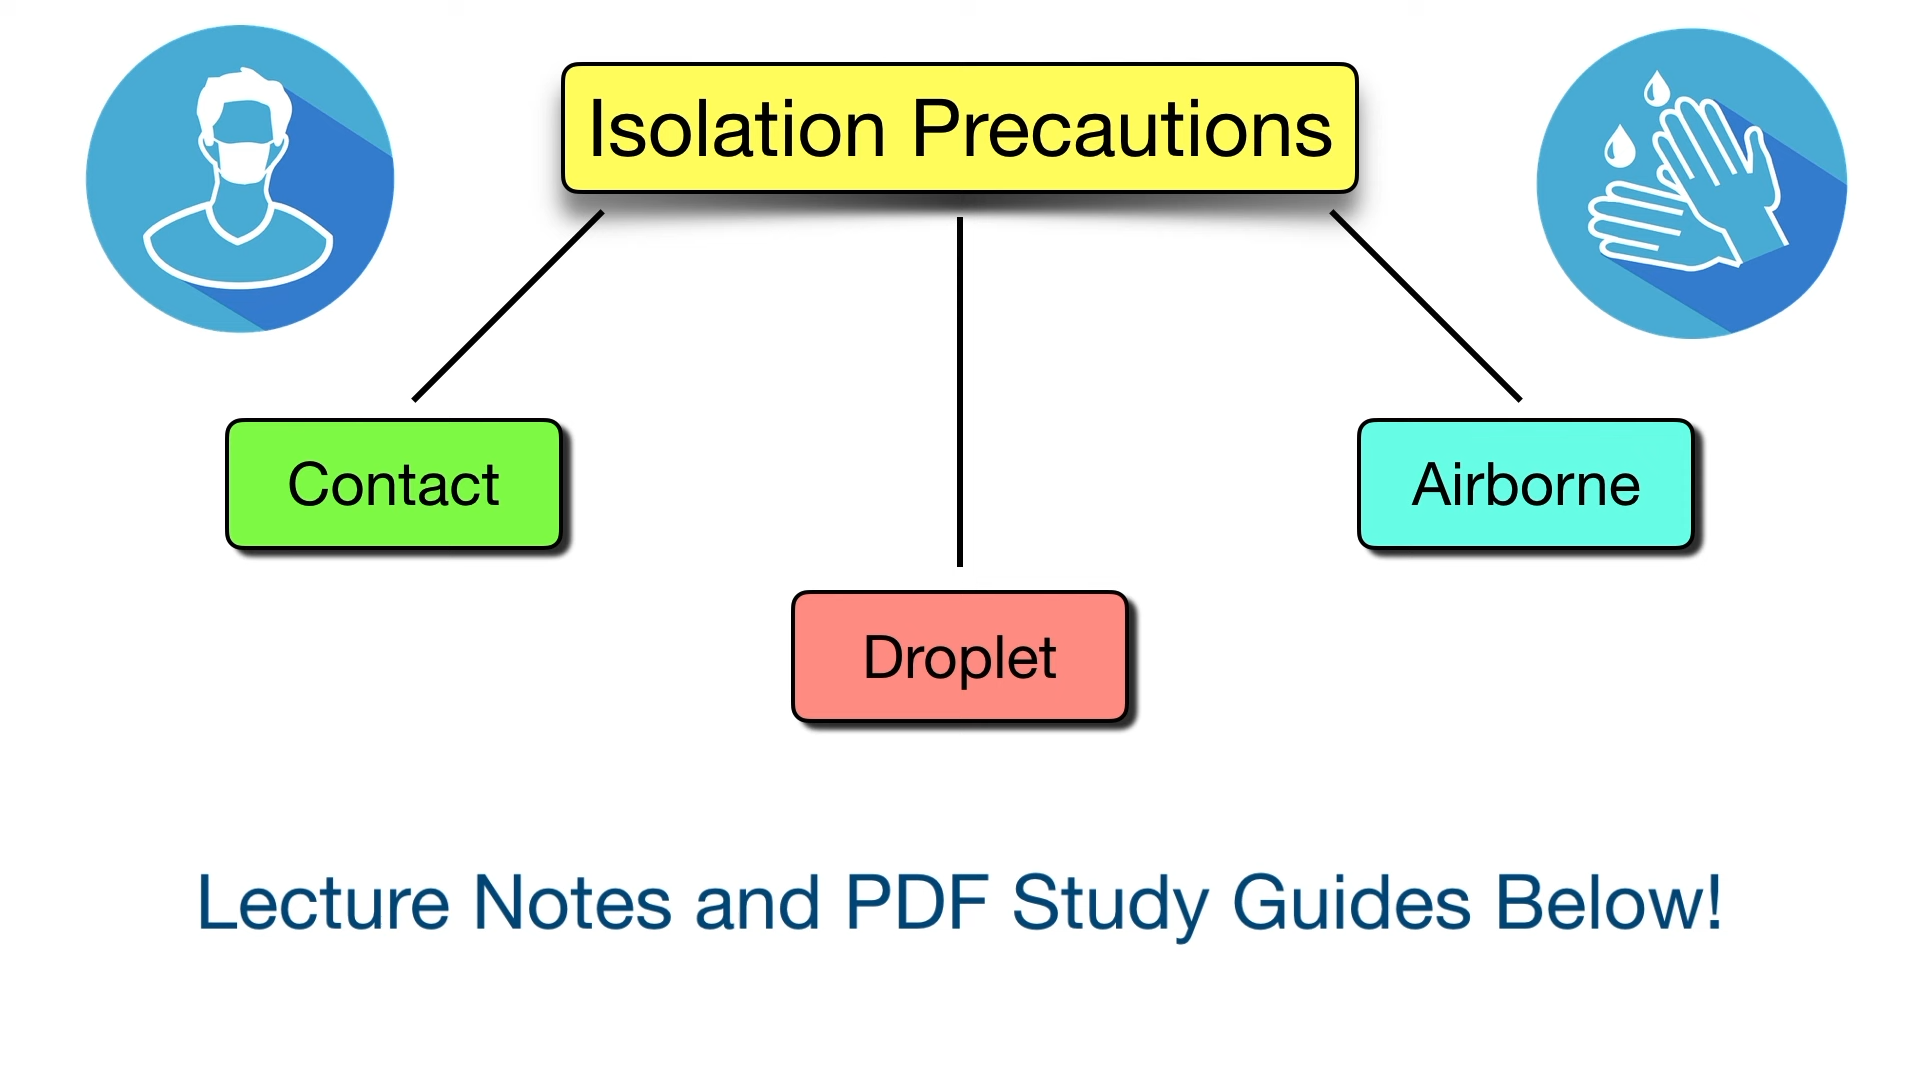 Isolation Precautions
Contact
Airborne
Droplet
Lecture Notes and PDF Study Guides Below!